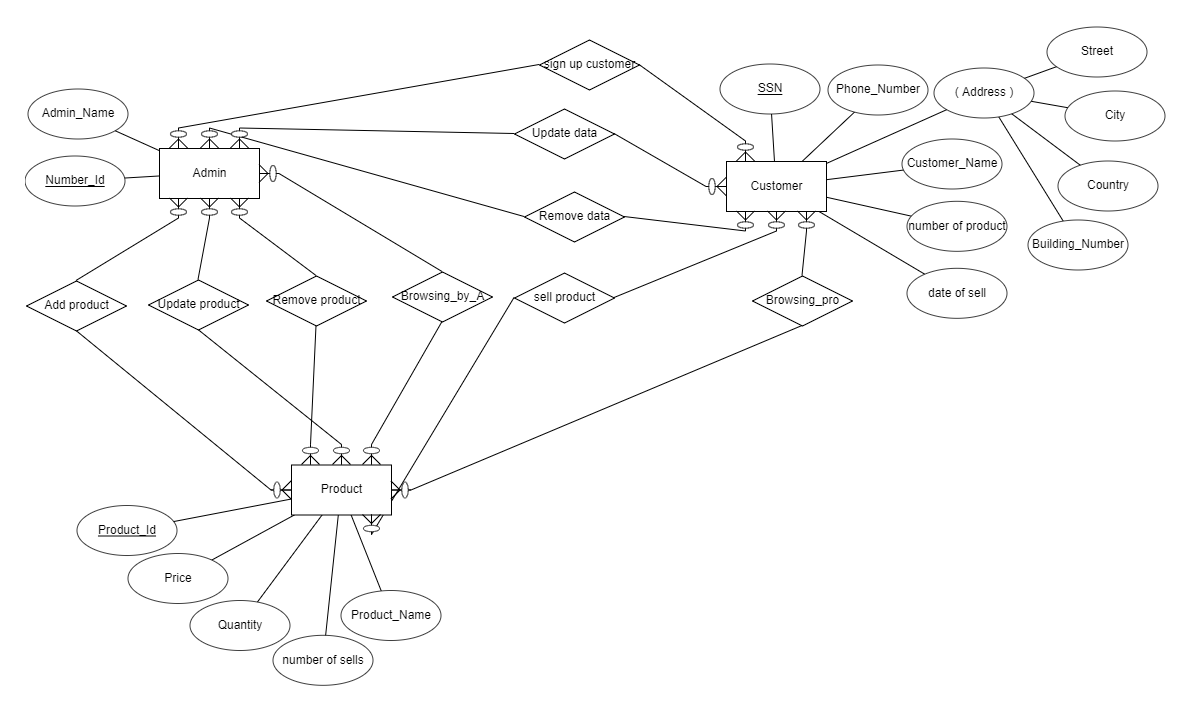 Street
sign up customer
SSN
Phone_Number
( Address )
City
Admin_Name
Update data
Customer_Name
Number_Id
Admin
Customer
Country
Remove data
number of product
Building_Number
Add product
Update product
Remove product
Browsing_by_A
sell product
Browsing_pro
date of sell
Product
Product_Id
Price
Quantity
Product_Name
number of sells